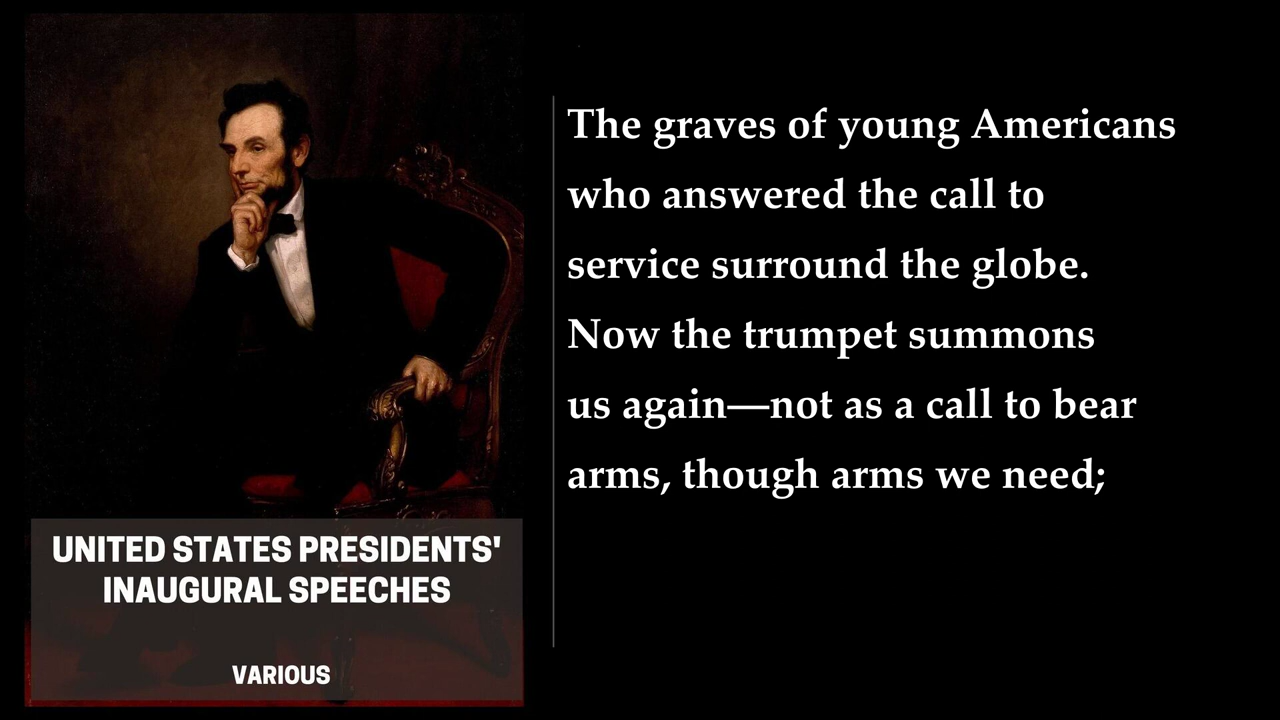 The graves of young Americans
who answered the call to
service surround the globe.
Now the trumpet summons
us again—not as a call to bear
arms, though arms we need;
UNITED STATES PRESIDENTS'
INAUGURAL SPEECHES
VARIOUS